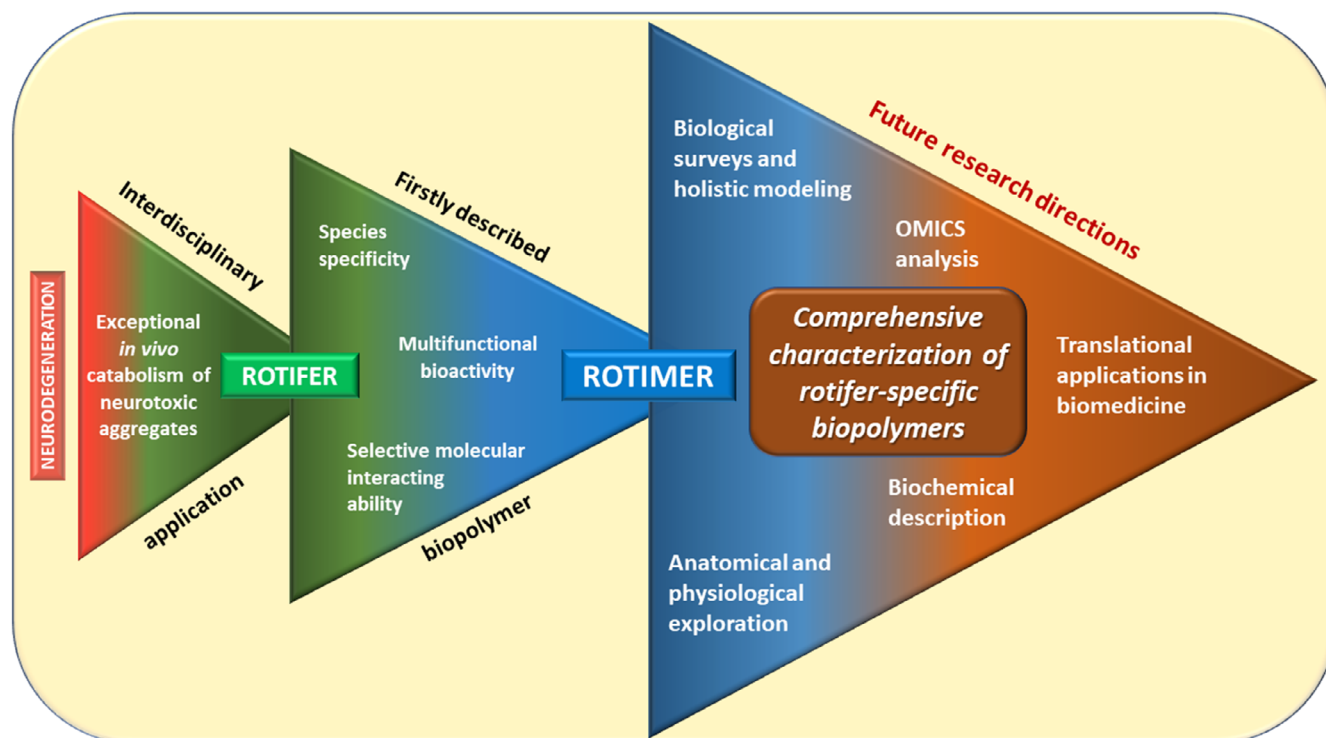 NEURODEGENERATION
Interdisciplinary
Exceptional
in vivo
catabolism of
neurotoxic
aggregates
application
ROTIFER
Firstly described
Species
specificity
Multifunctional
bioactivity
Selective molecular
interacting
ability
biopolymer
ROTIMER
Future research directions
Biological
surveys and
holistic modeling
OMICS
analysis
Comprehensive
characterization of
rotifer-specific
biopolymers
Translational
applications in
biomedicine
Biochemical
description
Anatomical and
physiological
exploration